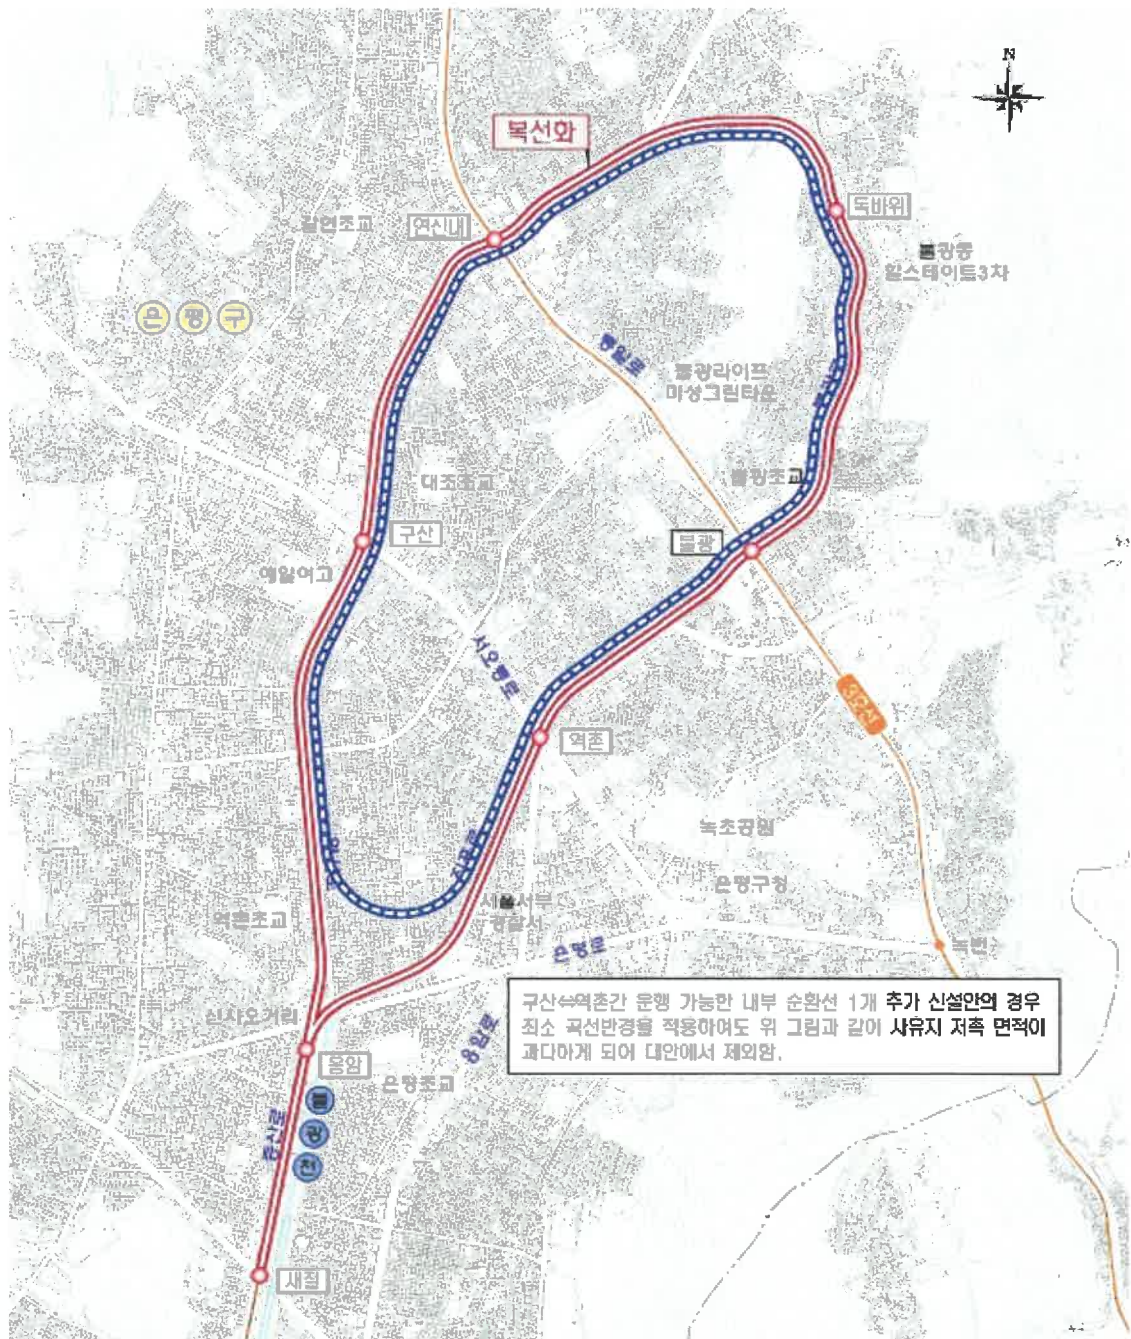 N
복선화
독바위
갈현초교
연신내
불광동
힐스테이트3차
은평구
통일로
불광라이프
미성그린타운
대조초교
불광초교
구산
불광
예일여고
서오릉로
3호선
역촌
녹초공원
은평구청
서울서부
경찰서
역촌초교
은평로
녹번
신사오거리
구산⇔역촌간 운행 가능한 내부 순환선 1개 추가 신설안의 경우
최소 곡선반경을 적용하여도 위 그림과 같이 사유지 저촉 면적이
과다하게 되어 대안에서 제외함.
응암
응암로
은평초교
불광천
증산로
새절